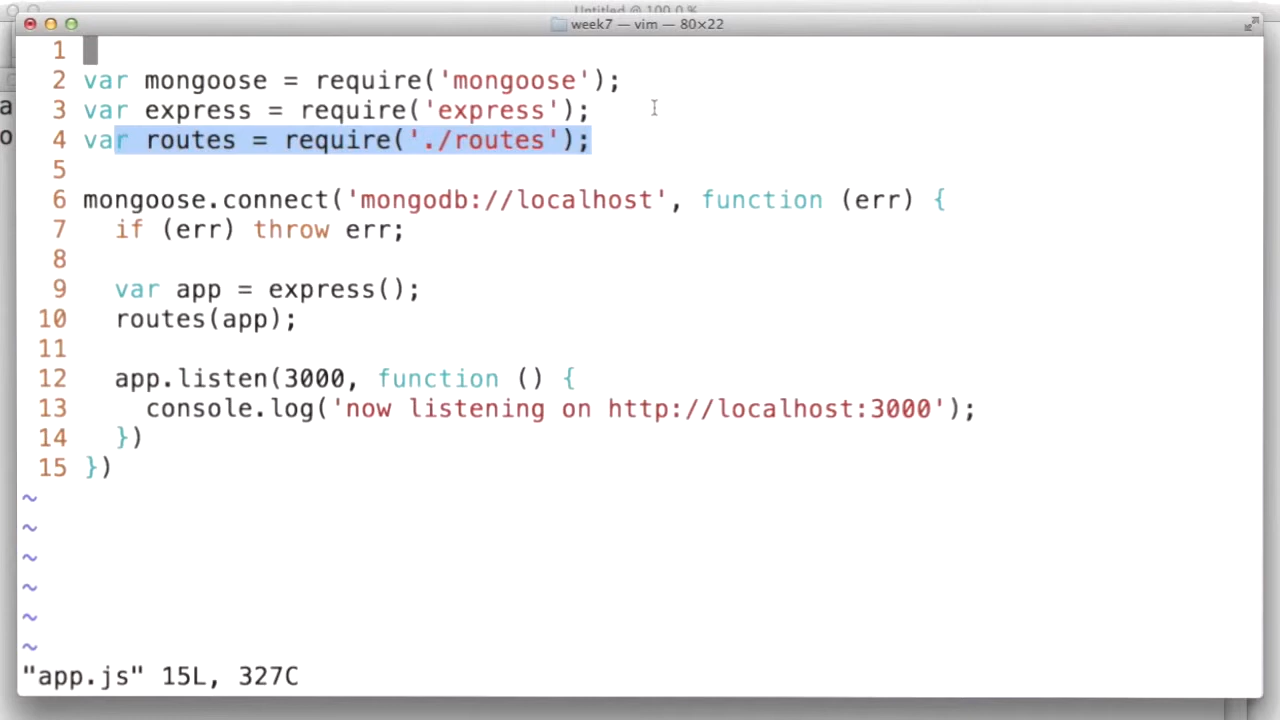 Untitled @ 100.0 %
week7 — vim — 80×22
1
2 var mongoose = require('mongoose');
3 var express = require('express');
4 var routes = require('./routes');
5
6 mongoose.connect('mongodb://localhost', function (err) {
7   if (err) throw err;
8
9   var app = express();
10   routes(app);
11
12   app.listen(3000, function () {
13     console.log('now listening on http://localhost:3000');
14   })
15 })
~
~
~
~
~
~
"app.js" 15L, 327C
a
o